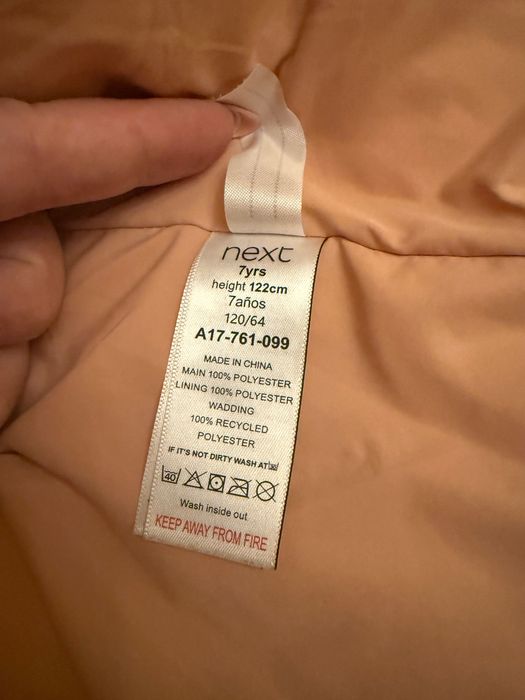 next
7yrs
height 122cm
7años
120/64
A17-761-099
MADE IN CHINA
MAIN 100% POLYESTER
LINING 100% POLYESTER
WADDING
100% RECYCLED
POLYESTER
IF IT'S NOT DIRTY WASH AT
40
Wash inside out
KEEP AWAY FROM FIRE